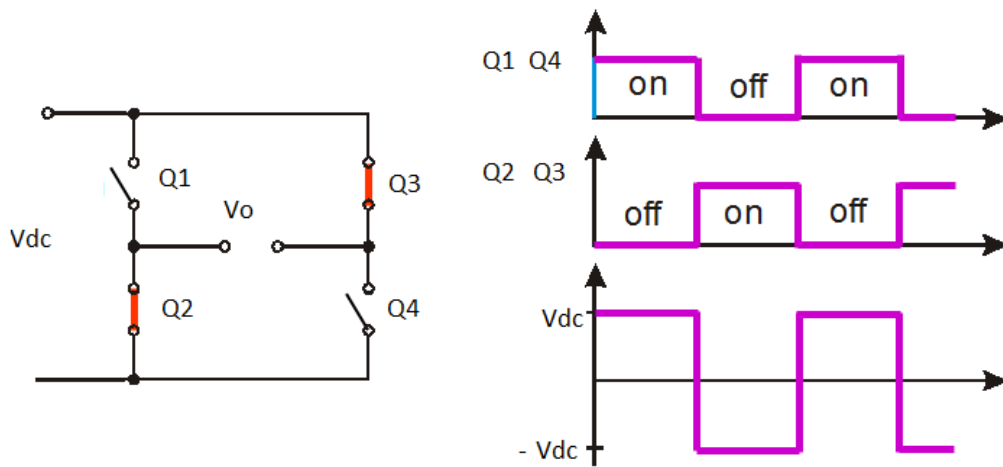 Q1
Q3
Vo
Vdc
Q2
Q4
Q1 Q4
on off on
Q2 Q3
off on off
Vdc
- Vdc